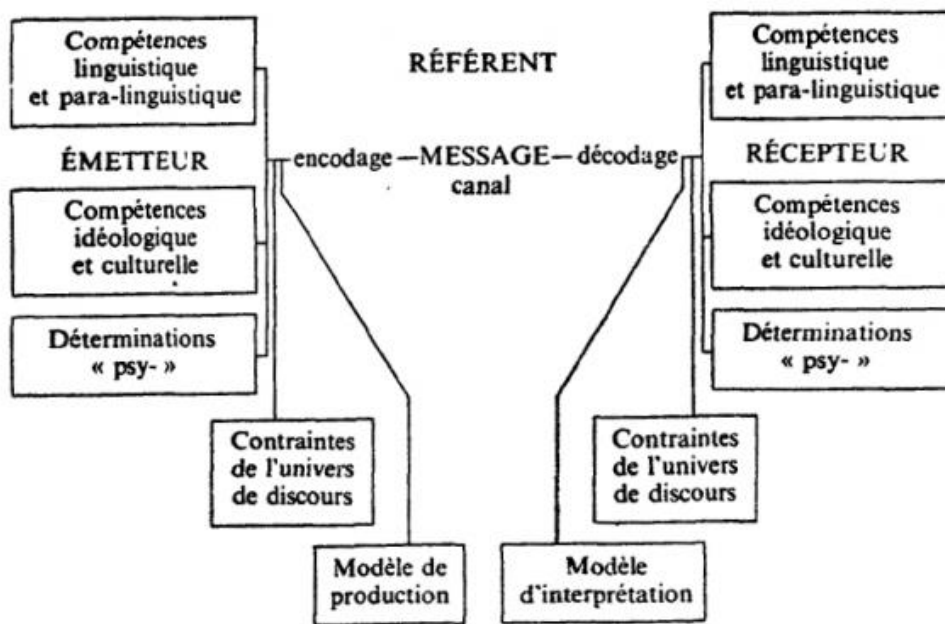 Compétences
linguistique
et para-linguistique
RÉFÉRENT
Compétences
linguistique
et para-linguistique
ÉMETTEUR
encodage – MESSAGE – décodage
canal
RÉCEPTEUR
Compétences
idéologique
et culturelle
Compétences
idéologique
et culturelle
Déterminations
« psy- »
Déterminations
« psy- »
Contraintes
de l'univers
de discours
Contraintes
de l'univers
de discours
Modèle de
production
Modèle
d'interprétation